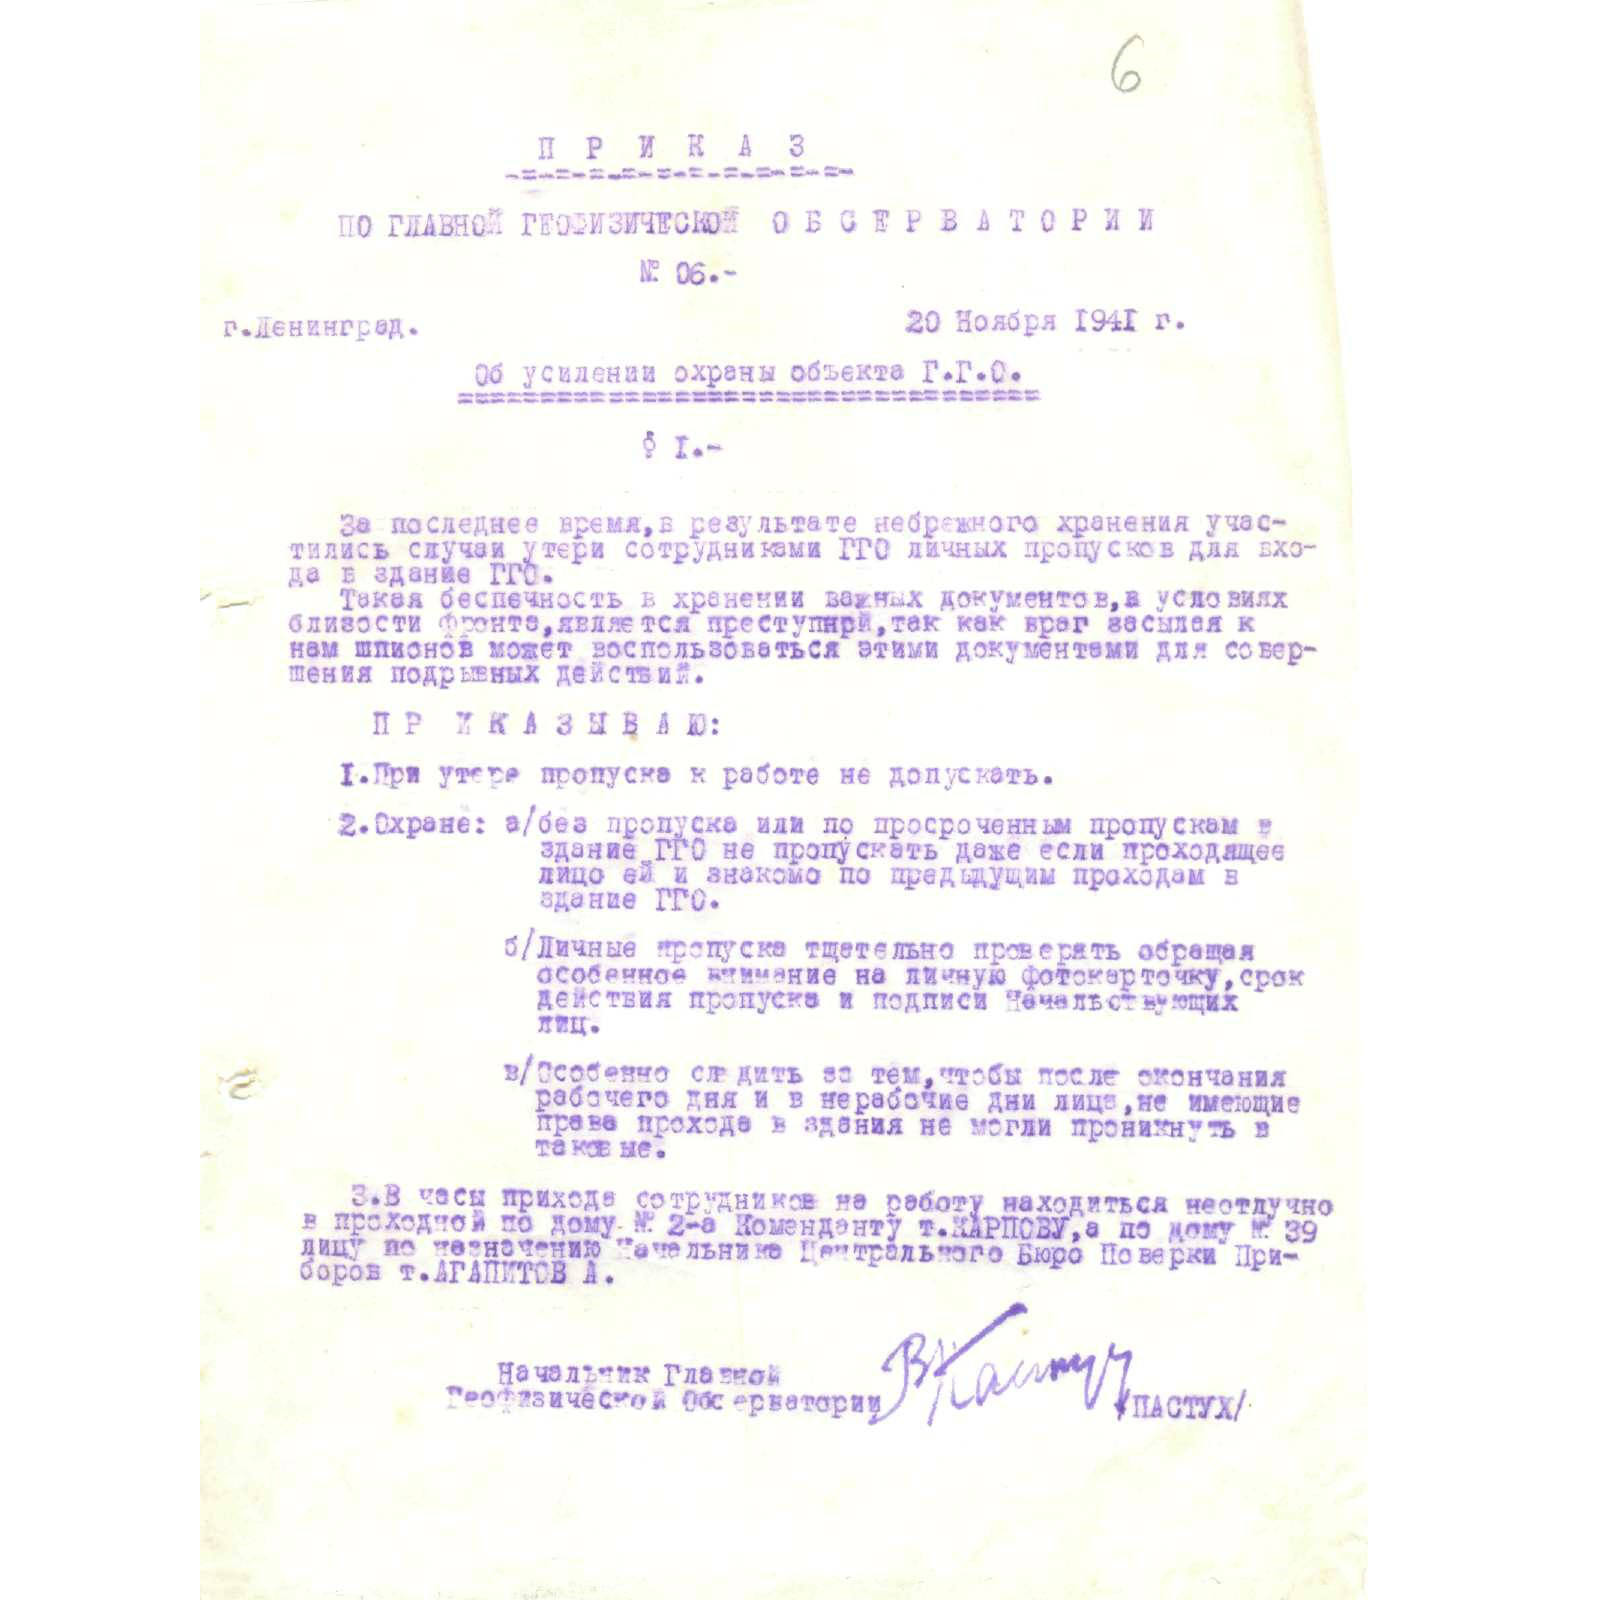 6
П Р И К А З
-=-=-=-=-=-=-=-=-=-=-
ПО ГЛАВНОЙ ГЕОФИЗИЧЕСКОЙ О Б С Е Р В А Т О Р И И
№ 06.-
г.Ленинград. 20 Ноября 1941 г.
Об усилении охраны объекта Г.Г.О.
===================================
§ I.-
За последнее время,в результате небрежного хранения учас-
тились случаи утери сотрудниками ГГО личных пропусков для вхо-
да в здание ГГО.
Такая беспечность в хранении важных документов,в условиях
близости фронта,является преступнрй,так как враг засылая к
нам шпионов может воспользоваться этими документами для совер-
шения подрывных действий.
П Р И К А З Ы В А Ю:
I.При утере пропуска к работе не допускать.
2.Охране: а/без пропуска или по просроченным пропускам в
здание ГГО не пропускать даже если проходящее
лицо ей и знакомо по предыдущим проходам в
здание ГГО.
б/Личные пропуска тщательно проверять обращая
особенное внимание на личную фотокарточку,срок
действия пропуска и подписи Начальствующих
лиц.
в/Особенно следить за тем,чтобы после окончания
рабочего дня и в нерабочие дни лица,не имеющие
права прохода в здания не могли проникнуть в
таковые.
3.В часы прихода сотрудников на работу находиться неотлучно
в проходной по дому № 2-а Коменданту т.КАРПОВУ,а по дому № 39
лицу по назначению Начальника Центрального Бюро Поверки При-
боров т.АГАПИТОВ А.
Начальник Главной
Геофизической Обсерватории ВПастух /ПАСТУХ/